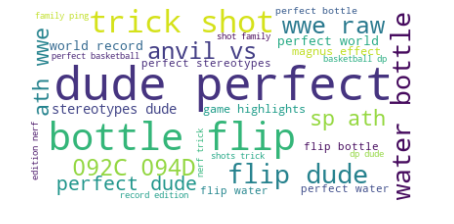 family ping
trick shot
perfect bottle
wwe raw
shot family
perfect world
magnus effect
basketball dp
ath wwe
world record
anvil vs
perfect basketball
perfect stereotypes
dude perfect
water bottle
stereotypes dude
game highlights
sp ath
bottle flip
flip bottle
edition nerf
nerf trick
shots trick
dp dude
092C 094D
flip dude
perfect dude
flip water
perfect water
record edition